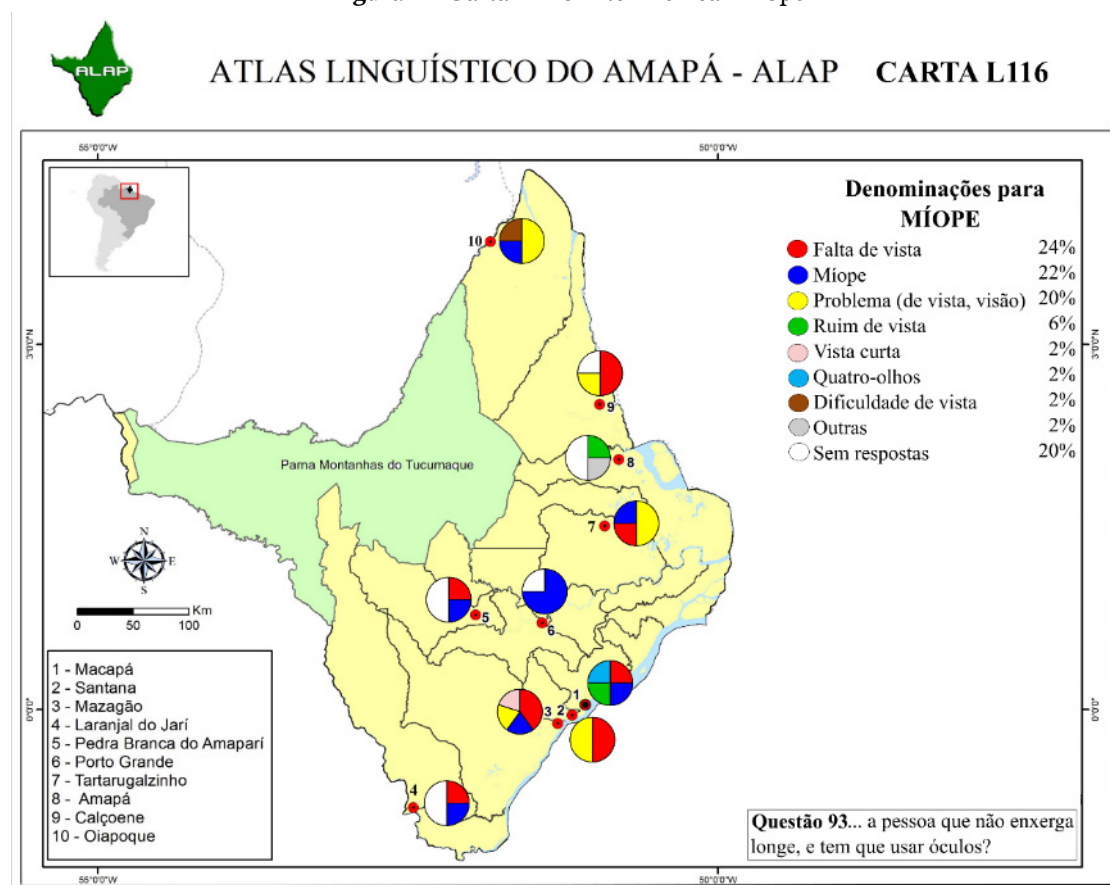 ALAP
ATLAS LINGUÍSTICO DO AMAPÁ - ALAP CARTA L116
55°0'0"W
50°0'0"W
Denominações para
MÍOPE
Falta de vista 24%
Míope 22%
Problema (de vista, visão) 20%
Ruim de vista 6%
Vista curta 2%
Quatro-olhos 2%
Dificuldade de vista 2%
Outras 2%
Sem respostas 20%
10
3°0'0"N
3°0'0"N
9
Parna Montanhas do Tucumaque
8
7
N
W E
S
Km
0 50 100
5
6
1
3 2
4
0°0'0"
0°0'0"
1 - Macapá
2 - Santana
3 - Mazagão
4 - Laranjal do Jarí
5 - Pedra Branca do Amaparí
6 - Porto Grande
7 - Tartarugalzinho
8 - Amapá
9 - Calçoene
10 - Oiapoque
Questão 93... a pessoa que não enxerga
longe, e tem que usar óculos?
55°0'0"W
50°0'0"W